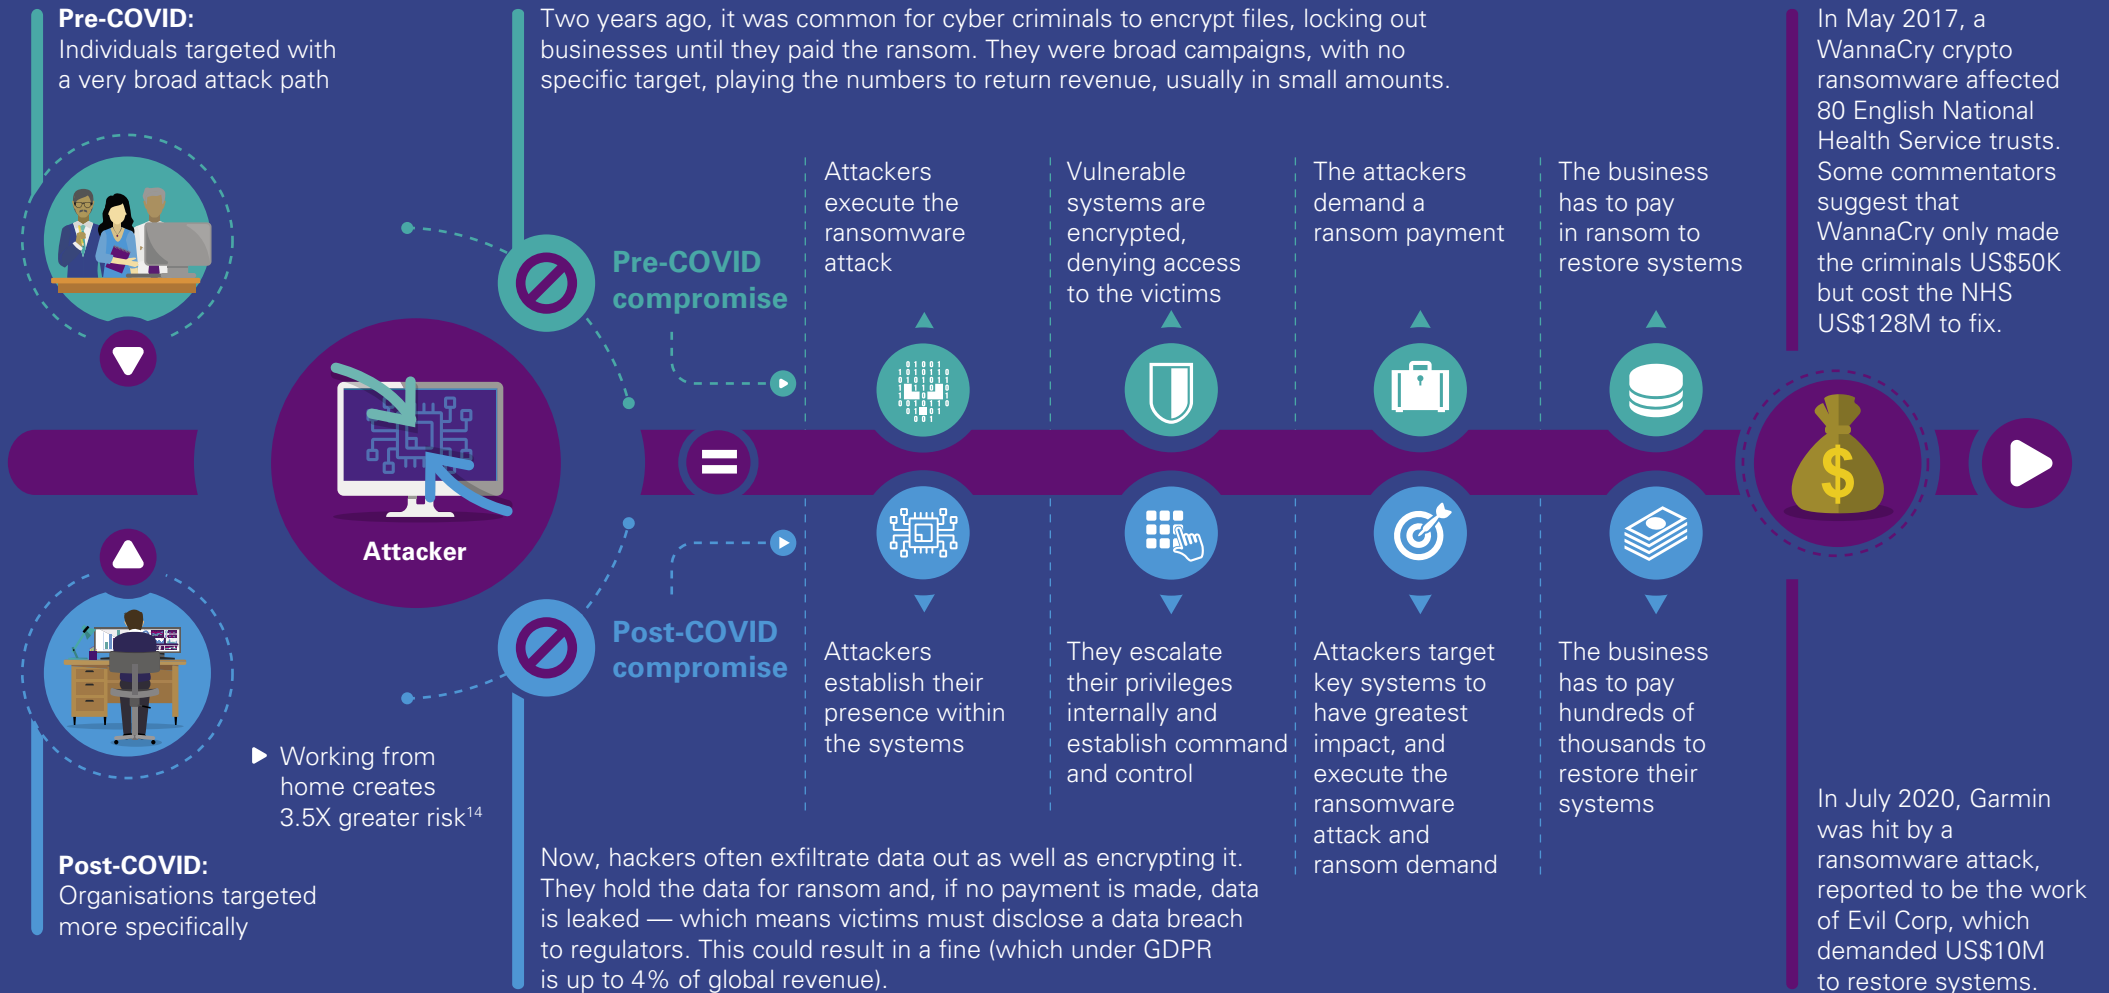 Pre-COVID:
Individuals targeted with
a very broad attack path
Two years ago, it was common for cyber criminals to encrypt files, locking out
businesses until they paid the ransom. They were broad campaigns, with no
specific target, playing the numbers to return revenue, usually in small amounts.
In May 2017, a
WannaCry crypto
ransomware affected
80 English National
Health Service trusts.
Some commentators
suggest that
WannaCry only made
the criminals US$50K
but cost the NHS
US$128M to fix.
Pre-COVID
compromise
Attackers
execute the
ransomware
attack
Vulnerable
systems are
encrypted,
denying access
to the victims
The attackers
demand a
ransom payment
The business
has to pay
in ransom to
restore systems
Attacker
=
$
Post-COVID
compromise
Attackers
establish their
presence within
the systems
They escalate
their privileges
internally and
establish command
and control
Attackers target
key systems to
have greatest
impact, and
execute the
ransomware
attack and
ransom demand
The business
has to pay
hundreds of
thousands to
restore their
systems
Working from
home creates
3.5X greater risk14
Post-COVID:
Organisations targeted
more specifically
Now, hackers often exfiltrate data out as well as encrypting it.
They hold the data for ransom and, if no payment is made, data
is leaked — which means victims must disclose a data breach
to regulators. This could result in a fine (which under GDPR
is up to 4% of global revenue).
In July 2020, Garmin
was hit by a
ransomware attack,
reported to be the work
of Evil Corp, which
demanded US$10M
to restore systems.